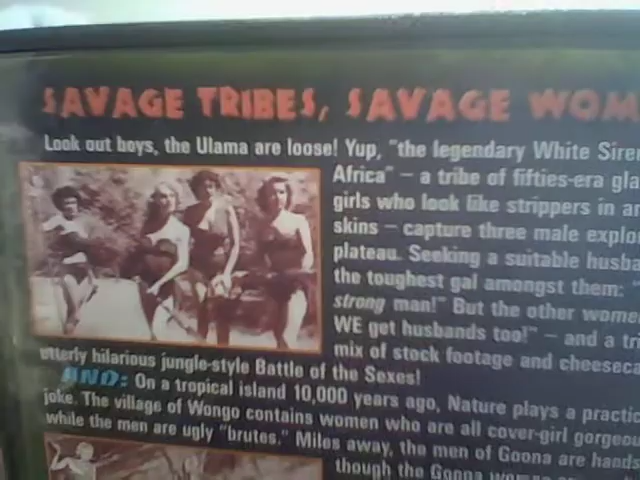 SAVAGE TRIBES, SAVAGE WOM
Look out boys, the Ulama are loose! Yup, "the legendary White Siren
Africa" – a tribe of fifties-era gla
girls who look like strippers in an
skins – capture three male explo
plateau. Seeking a suitable husba
the toughest gal amongst them: "
strong man!" But the other women
WE get husbands too!" – and a tri
mix of stock footage and cheeseca
utterly hilarious jungle-style Battle of the Sexes!
AND: On a tropical island 10,000 years ago, Nature plays a practic
joke. The village of Wongo contains women who are all cover-girl gorgeou
while the men are ugly "brutes." Miles away, the men of Goona are hands
though the Goona women